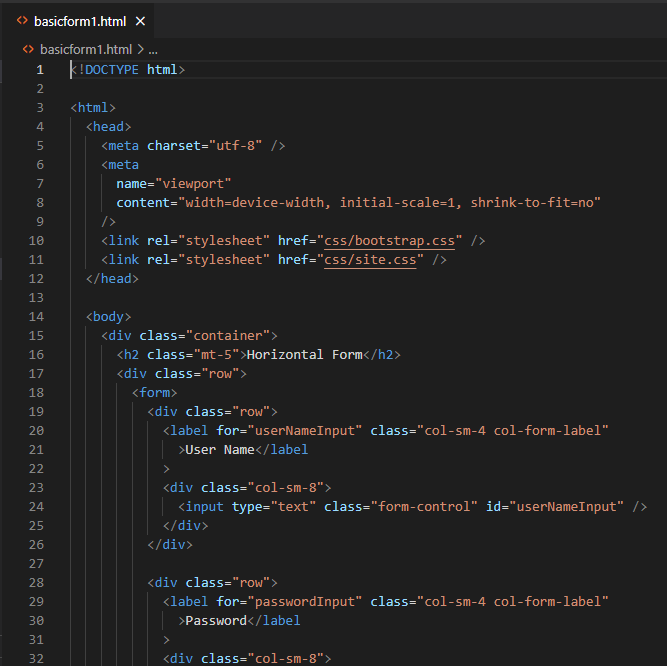 <> basicform1.html ×
<> basicform1.html > ...
1 <!DOCTYPE html>
2
3 <html>
4 <head>
5 <meta charset="utf-8" />
6 <meta
7 name="viewport"
8 content="width=device-width, initial-scale=1, shrink-to-fit=no"
9 />
10 <link rel="stylesheet" href="css/bootstrap.css" />
11 <link rel="stylesheet" href="css/site.css" />
12 </head>
13
14 <body>
15 <div class="container">
16 <h2 class="mt-5">Horizontal Form</h2>
17 <div class="row">
18 <form>
19 <div class="row">
20 <label for="userNameInput" class="col-sm-4 col-form-label"
21 >User Name</label
22 >
23 <div class="col-sm-8">
24 <input type="text" class="form-control" id="userNameInput" />
25 </div>
26 </div>
27
28 <div class="row">
29 <label for="passwordInput" class="col-sm-4 col-form-label"
30 >Password</label
31 >
32 <div class="col-sm-8">